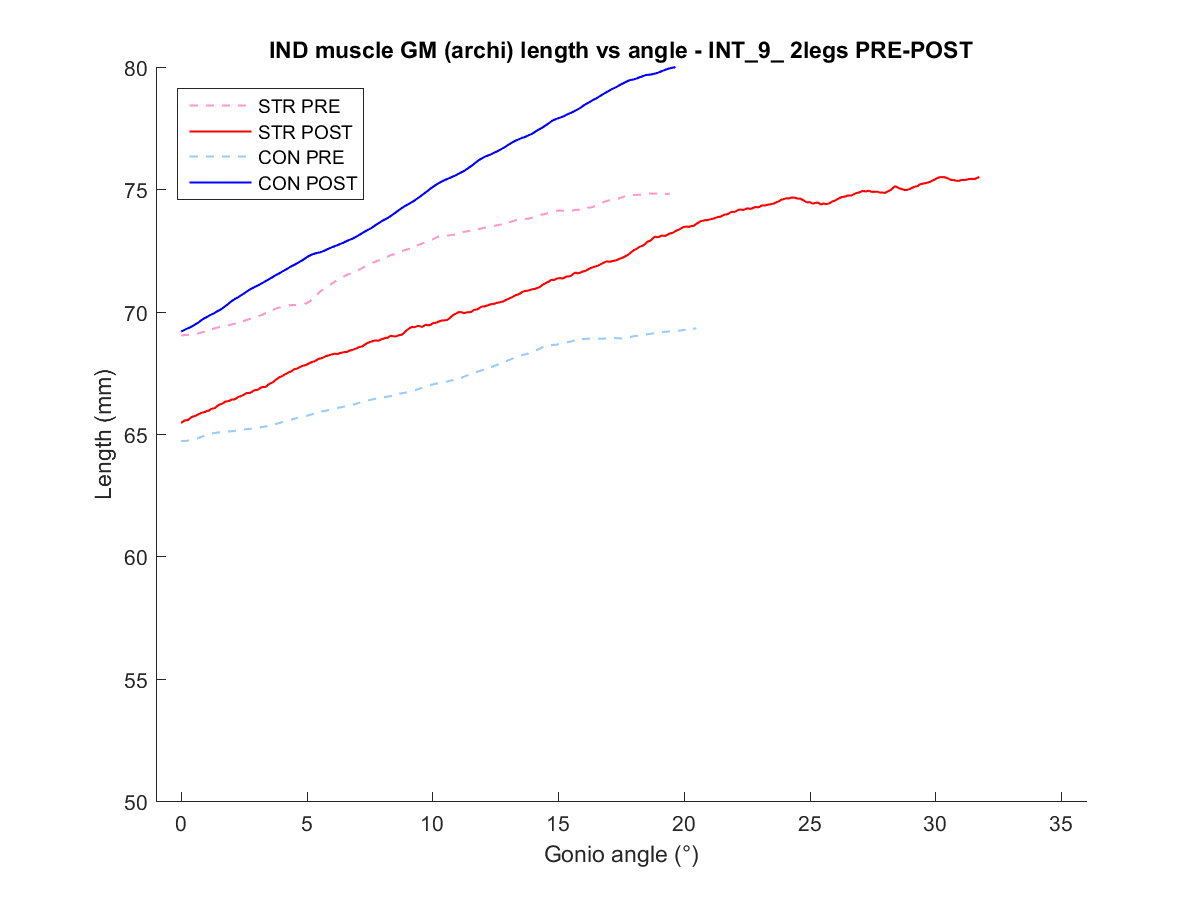 IND muscle GM (archi) length vs angle - INT_9_ 2legs PRE-POST
STR PRE
STR POST
CON PRE
CON POST
Length (mm)
80
75
70
65
60
55
50
0 5 10 15 20 25 30 35
Gonio angle (°)